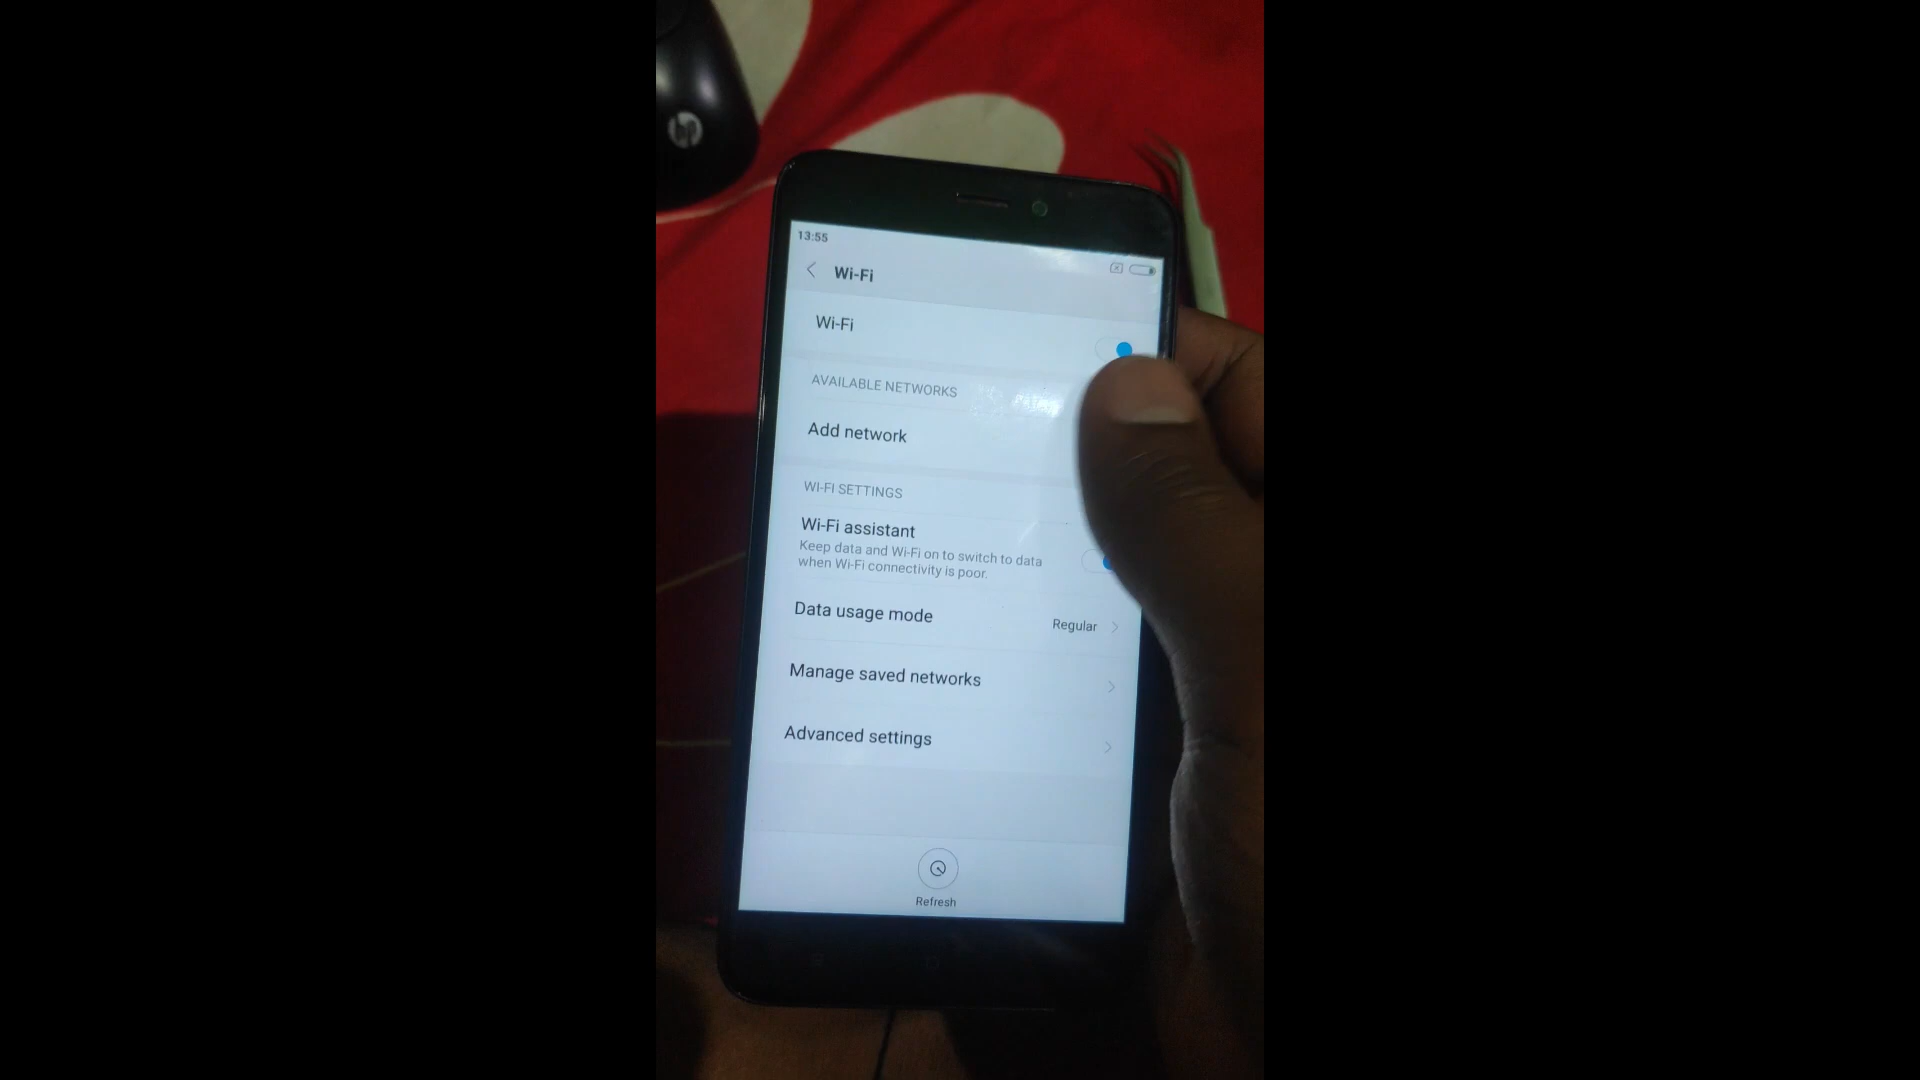 hp
13:55
Wi-Fi
Wi-Fi
AVAILABLE NETWORKS
Add network
WI-FI SETTINGS
Wi-Fi assistant
Keep data and Wi-Fi on to switch to data
when Wi-Fi connectivity is poor.
Data usage mode
Regular
Manage saved networks
Advanced settings
Refresh